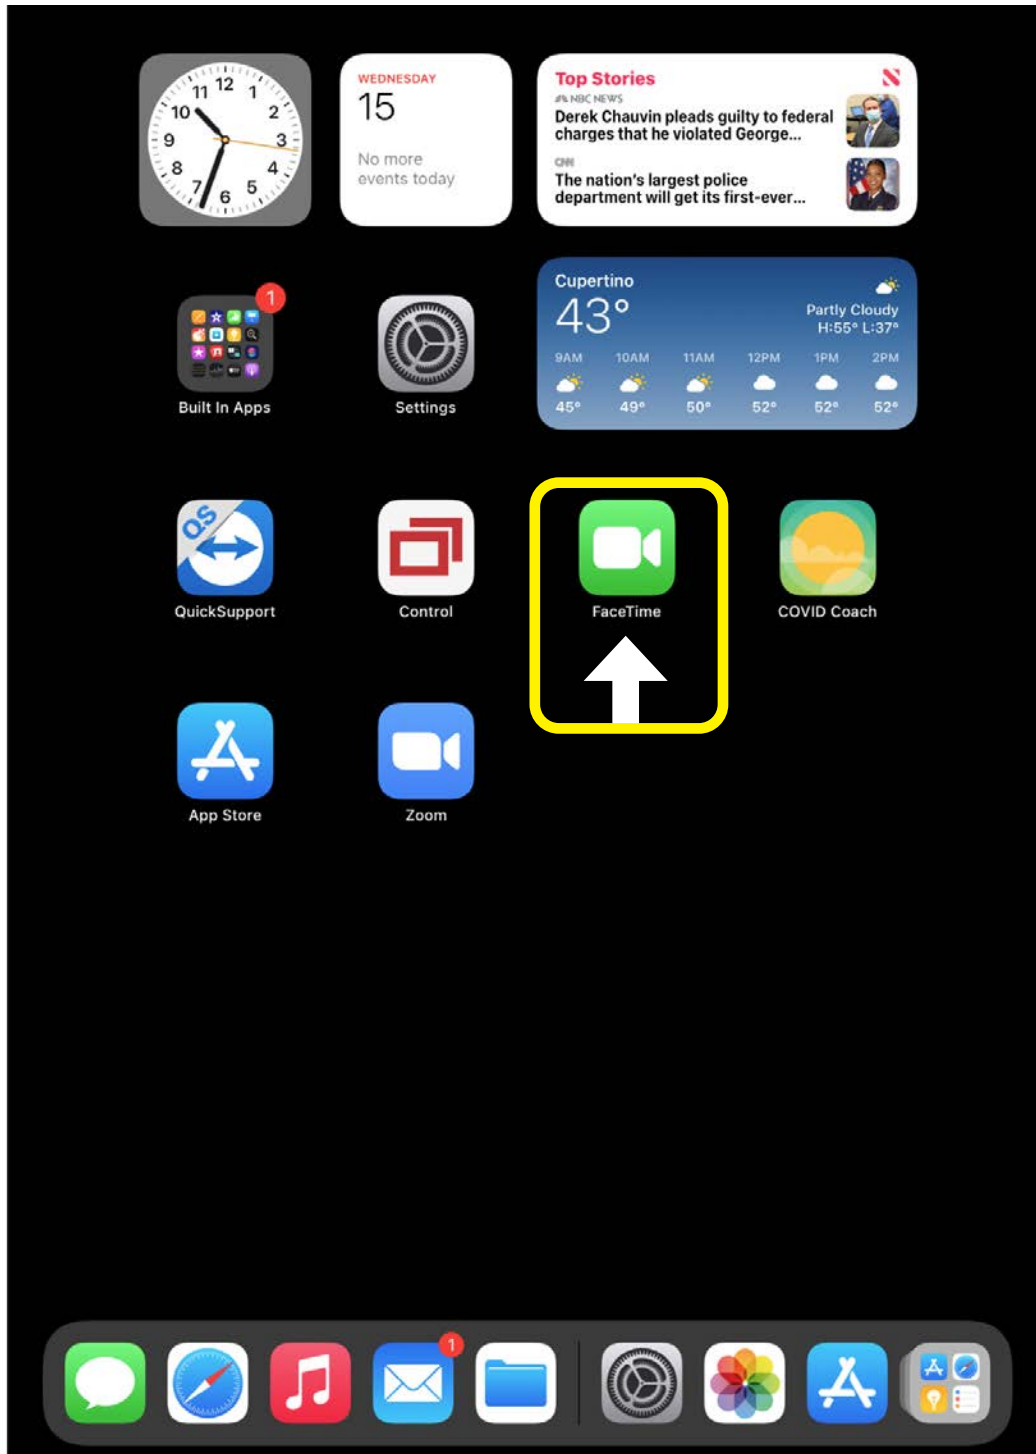 12
11
1
10
2
9
3
8
4
7
5
6
WEDNESDAY
15
No more
events today
Top Stories
NBC NEWS
Derek Chauvin pleads guilty to federal
charges that he violated George...
CNN
The nation's largest police
department will get its first-ever...
1
Built In Apps
Settings
Cupertino
43°
Partly Cloudy
H:55° L:37°
9AM 10AM 11AM 12PM 1PM 2PM
45° 49° 50° 52° 52° 52°
QS
QuickSupport
Control
FaceTime
COVID Coach
App Store
Zoom
1